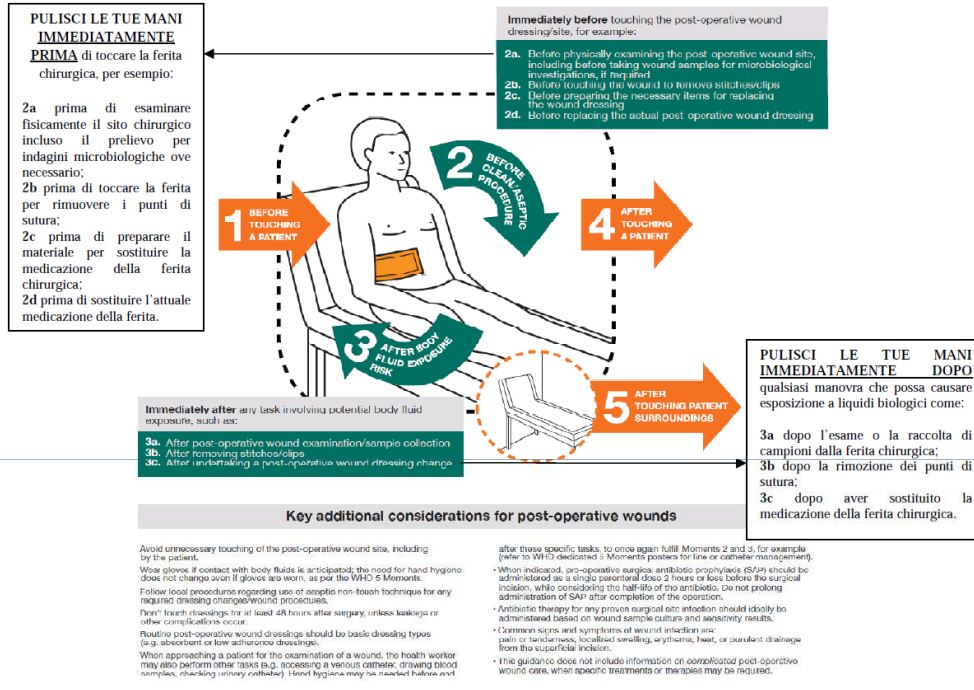 PULISCI LE TUE MANI
IMMEDIATAMENTE
PRIMA di toccare la ferita
chirurgica, per esempio:
2a prima di esaminare
fisicamente il sito chirurgico
incluso il prelievo per
indagini microbiologiche ove
necessario;
2b prima di toccare la ferita
per rimuovere i punti di
sutura;
2c prima di preparare il
materiale per sostituire la
medicazione della ferita
chirurgica;
2d prima di sostituire l'attuale
medicazione della ferita.
Immediately before touching the post-operative wound
dressing/site, for example:
2a. Before physically examining the post-operative wound site,
including before taking wound samples for microbiological
investigations, if required
2b. Before touching the wound to remove stitches/clips
2c. Before preparing the necessary items for replacing
the wound dressing
2d. Before replacing the actual post-operative wound dressing
1 BEFORE
TOUCHING
A PATIENT
2 BEFORE
CLEAN/ASEPTIC
PROCEDURE
4 AFTER
TOUCHING
A PATIENT
3 AFTER BODY
FLUID EXPOSURE
RISK
5 AFTER
TOUCHING PATIENT
SURROUNDINGS
Immediately after any task involving potential body fluid
exposure, such as:
3a. After post-operative wound examination/sample collection
3b. After removing stitches/clips
3c. After undertaking a post-operative wound dressing change
PULISCI LE TUE MANI
IMMEDIATAMENTE DOPO
qualsiasi manovra che possa causare
esposizione a liquidi biologici come:
3a dopo l'esame o la raccolta di
campioni dalla ferita chirurgica;
3b dopo la rimozione dei punti di
sutura;
3c dopo aver sostituito la
medicazione della ferita chirurgica.
Key additional considerations for post-operative wounds
Avoid unnecessary touching of the post-operative wound site, including
by the patient.
Wear gloves if contact with body fluids is anticipated; the need for hand hygiene
does not change even if gloves are worn, as per the WHO 5 Moments.
Follow local procedures regarding use of aseptic non-touch technique for any
required dressing changes/wound procedures.
Don't touch dressings for at least 48 hours after surgery, unless leakage or
other complications occur.
Routine post-operative wound dressings should be basic dressing types
(e.g. absorbent or low adherence dressings).
When approaching a patient for the examination of a wound, the health worker
may also perform other tasks (e.g. accessing a venous catheter, drawing blood
samples, checking urinary catheter). Hand hygiene may be needed before and
after these specific tasks, to once again fulfil Moments 2 and 3, for example
(refer to WHO dedicated 5 Moments posters for line or catheter management).
• When indicated, pre-operative surgical antibiotic prophylaxis (SAP) should be
administered as a single parenteral dose 2 hours or less before the surgical
incision, while considering the half-life of the antibiotic. Do not prolong
administration of SAP after completion of the operation.
• Antibiotic therapy for any proven surgical site infection should ideally be
administered based on wound sample culture and sensitivity results.
• Common signs and symptoms of wound infection are:
pain or tenderness; localized swelling; erythema; heat; or purulent drainage
from the superficial incision.
• This guidance does not include information on complicated post-operative
wound care, when specific treatments or therapies may be required.